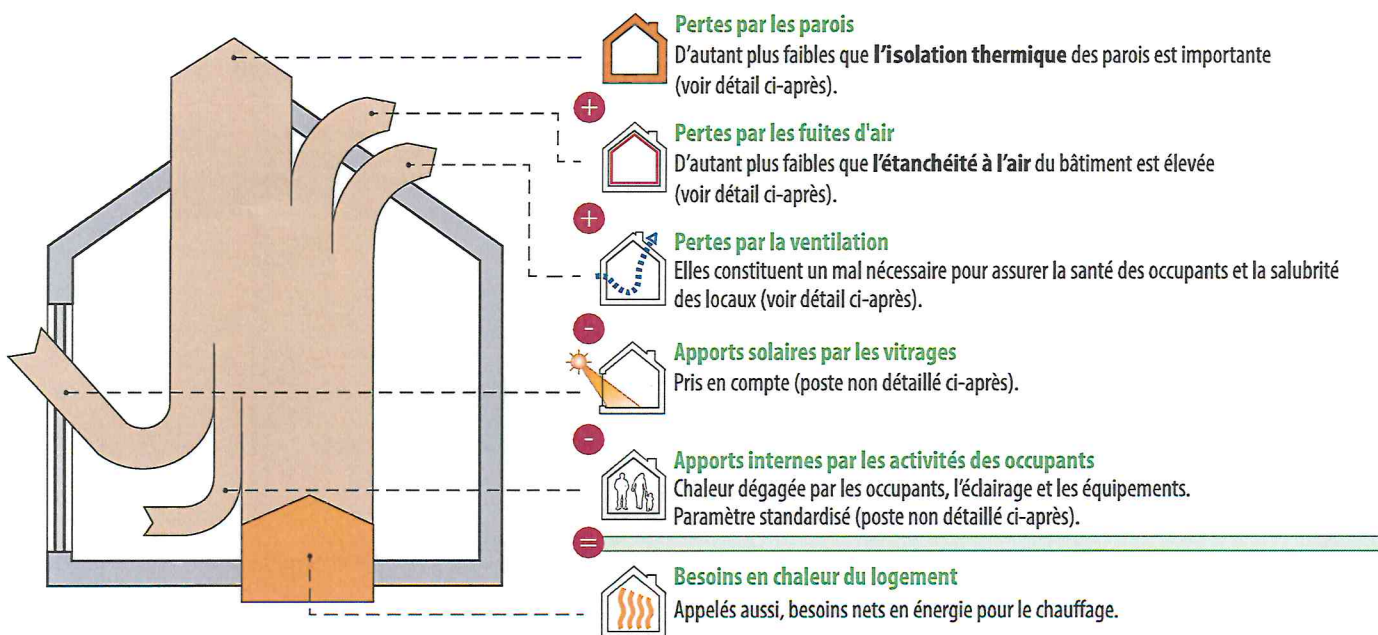 Pertes par les parois
D'autant plus faibles que l'isolation thermique des parois est importante
(voir détail ci-après).
+
Pertes par les fuites d'air
D'autant plus faibles que l'étanchéité à l'air du bâtiment est élevée
(voir détail ci-après).
+
Pertes par la ventilation
Elles constituent un mal nécessaire pour assurer la santé des occupants et la salubrité
des locaux (voir détail ci-après).
-
Apports solaires par les vitrages
Pris en compte (poste non détaillé ci-après).
-
Apports internes par les activités des occupants
Chaleur dégagée par les occupants, l'éclairage et les équipements.
Paramètre standardisé (poste non détaillé ci-après).
=
Besoins en chaleur du logement
Appelés aussi, besoins nets en énergie pour le chauffage.